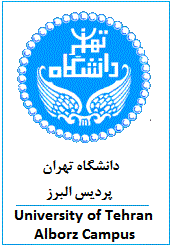 دانشگاه
تهران
دانشگاه تهران
پردیس البرز
University of Tehran
Alborz Campus